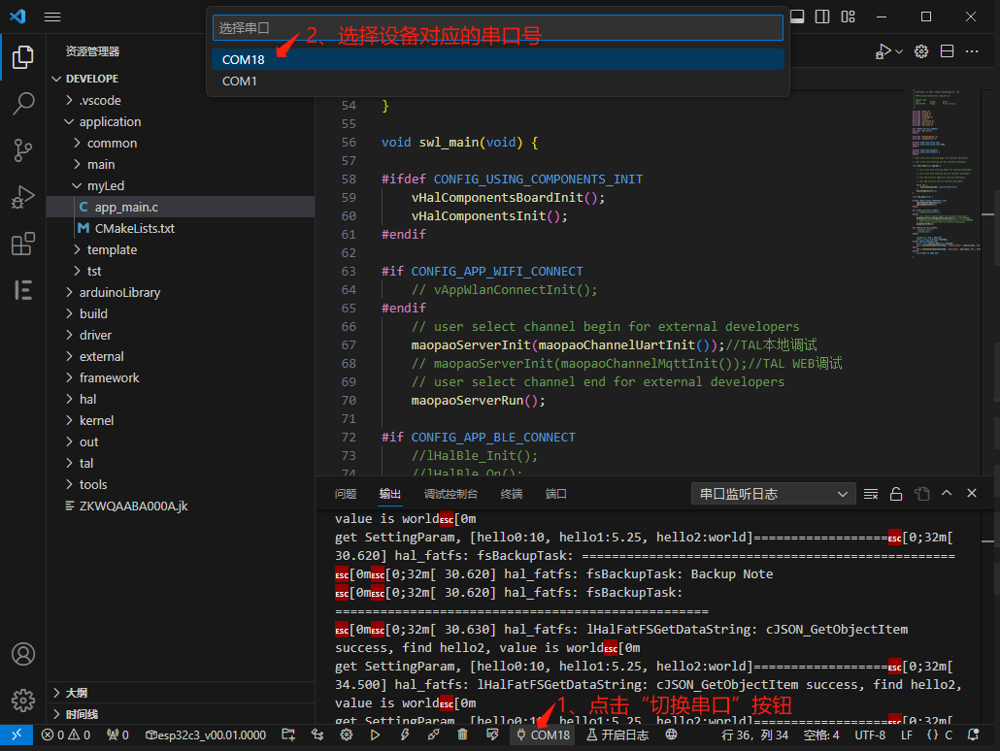 选择串口
2、选择设备对应的串口号
COM18
COM1
资源管理器
DEVELOPE
.vscode
application
common
main
myLed
C app_main.c
M CMakeLists.txt
template
tst
arduinoLibrary
build
driver
external
framework
hal
kernel
out
tal
tools
ZKWQAABA000A.jk
大纲
时间线
54 }
55
56 void swl_main(void) {
57
58 #ifdef CONFIG_USING_COMPONENTS_INIT
59 vHalComponentsBoardInit();
60 vHalComponentsInit();
61 #endif
62
63 #if CONFIG_APP_WIFI_CONNECT
64 // vAppWlanConnectInit();
65 #endif
66 // user select channel begin for external developers
67 maopaoServerInit(maopaoChannelUartInit());//TAL本地调试
68 // maopaoServerInit(maopaoChannelMqttInit());//TAL WEB调试
69 // user select channel end for external developers
70 maopaoServerRun();
71
72 #if CONFIG_APP_BLE_CONNECT
73 //lHalBle_Init();
74 //lHalBle_On();
问题 输出 调试控制台 终端 端口 串口监听日志
value is worldESC[0m
get SettingParam, [hello0:10, hello1:5.25, hello2:world]==================ESC[0;32m[
30.620] hal_fatfs: fsBackupTask: ==================================================
ESC[0mESC[0;32m[ 30.620] hal_fatfs: fsBackupTask: Backup Note
ESC[0mESC[0;32m[ 30.620] hal_fatfs: fsBackupTask:
==================================================
ESC[0mESC[0;32m[ 30.630] hal_fatfs: lHalFatFSGetDataString: cJSON_GetObjectItem
success, find hello2, value is worldESC[0m
get SettingParam, [hello0:10, hello1:5.25, hello2:world]==================ESC[0;32m[
34.500] hal_fatfs: lHalFatFSGetDataString: cJSON_GetObjectItem success, find hello2,
value is worldESC[0m
get SettingParam, [hello0:10, hello1:5.25, hello2:world]==================ESC[0;32m[
1、点击“切换串口”按钮
0 0 0 esp32c3_v00.01.0000 COM18 开启日志 行 36，列 34 空格: 4 UTF-8 LF {} C